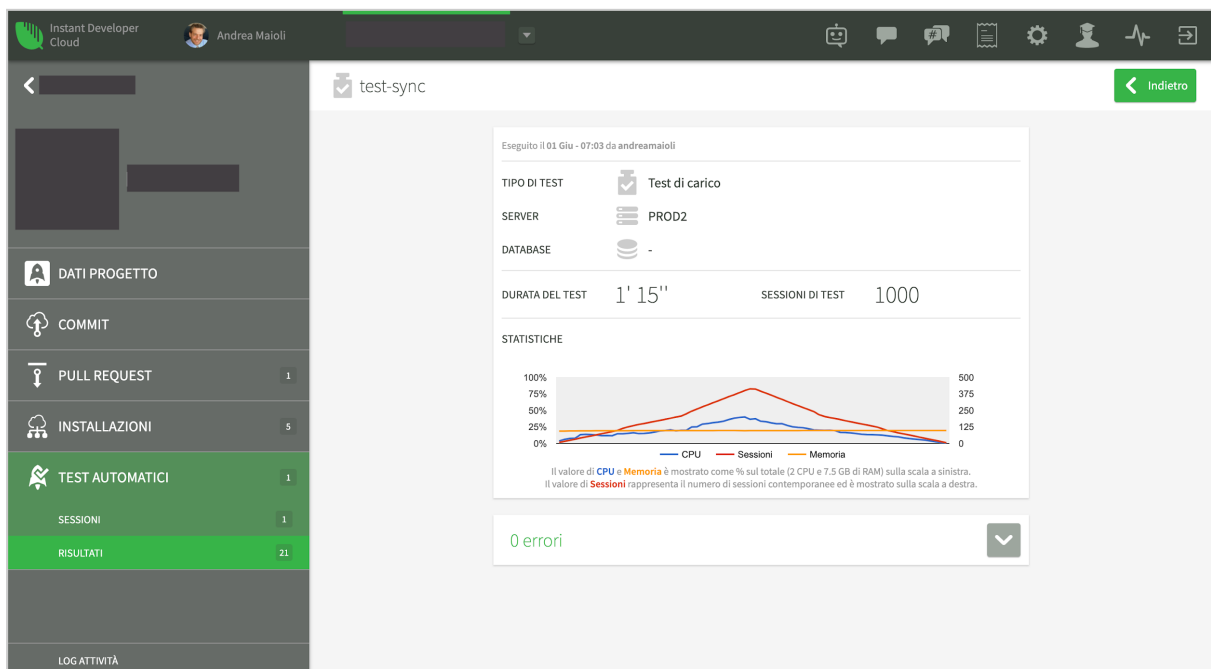 Instant Developer
Cloud
Andrea Maioli
test-sync
Indietro
Eseguito il 01 Giu - 07:03 da andreamaioli
TIPO DI TEST Test di carico
SERVER PROD2
DATABASE -
DURATA DEL TEST 1' 15'' SESSIONI DI TEST 1000
STATISTICHE
100% 500
75% 375
50% 250
25% 125
0% 0
CPU Sessioni Memoria
Il valore di CPU e Memoria è mostrato come % sul totale (2 CPU e 7.5 GB di RAM) sulla scala a sinistra.
Il valore di Sessioni rappresenta il numero di sessioni contemporanee ed è mostrato sulla scala a destra.
0 errori
DATI PROGETTO
COMMIT
PULL REQUEST 1
INSTALLAZIONI 5
TEST AUTOMATICI 1
SESSIONI 1
RISULTATI 21
LOG ATTIVITÀ